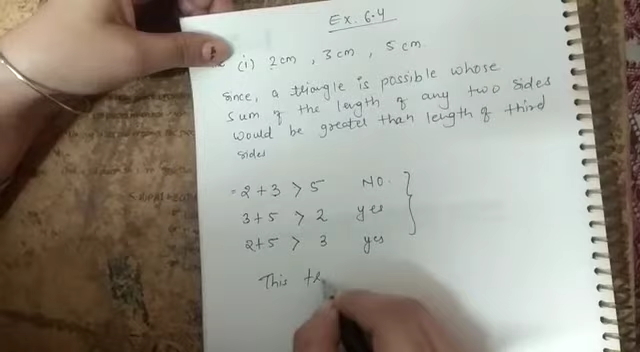 Ex. 6.4
(i) 2cm , 3cm , 5cm
Since, a triangle is possible whose
sum of the length of any two sides
would be greater than length of third
sides
= 2 + 3 > 5 No.
3 + 5 > 2 yes
2+5 > 3 yes
This te